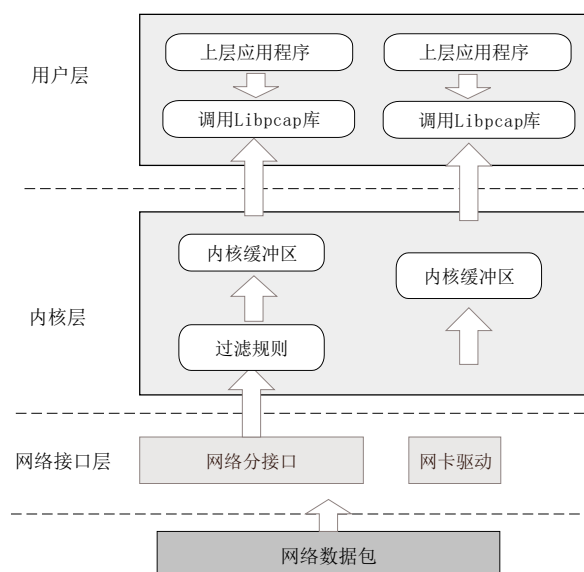 用户层
上层应用程序
上层应用程序
调用Libpcap库
调用Libpcap库
内核层
内核缓冲区
内核缓冲区
过滤规则
网络接口层
网络分接口
网卡驱动
网络数据包